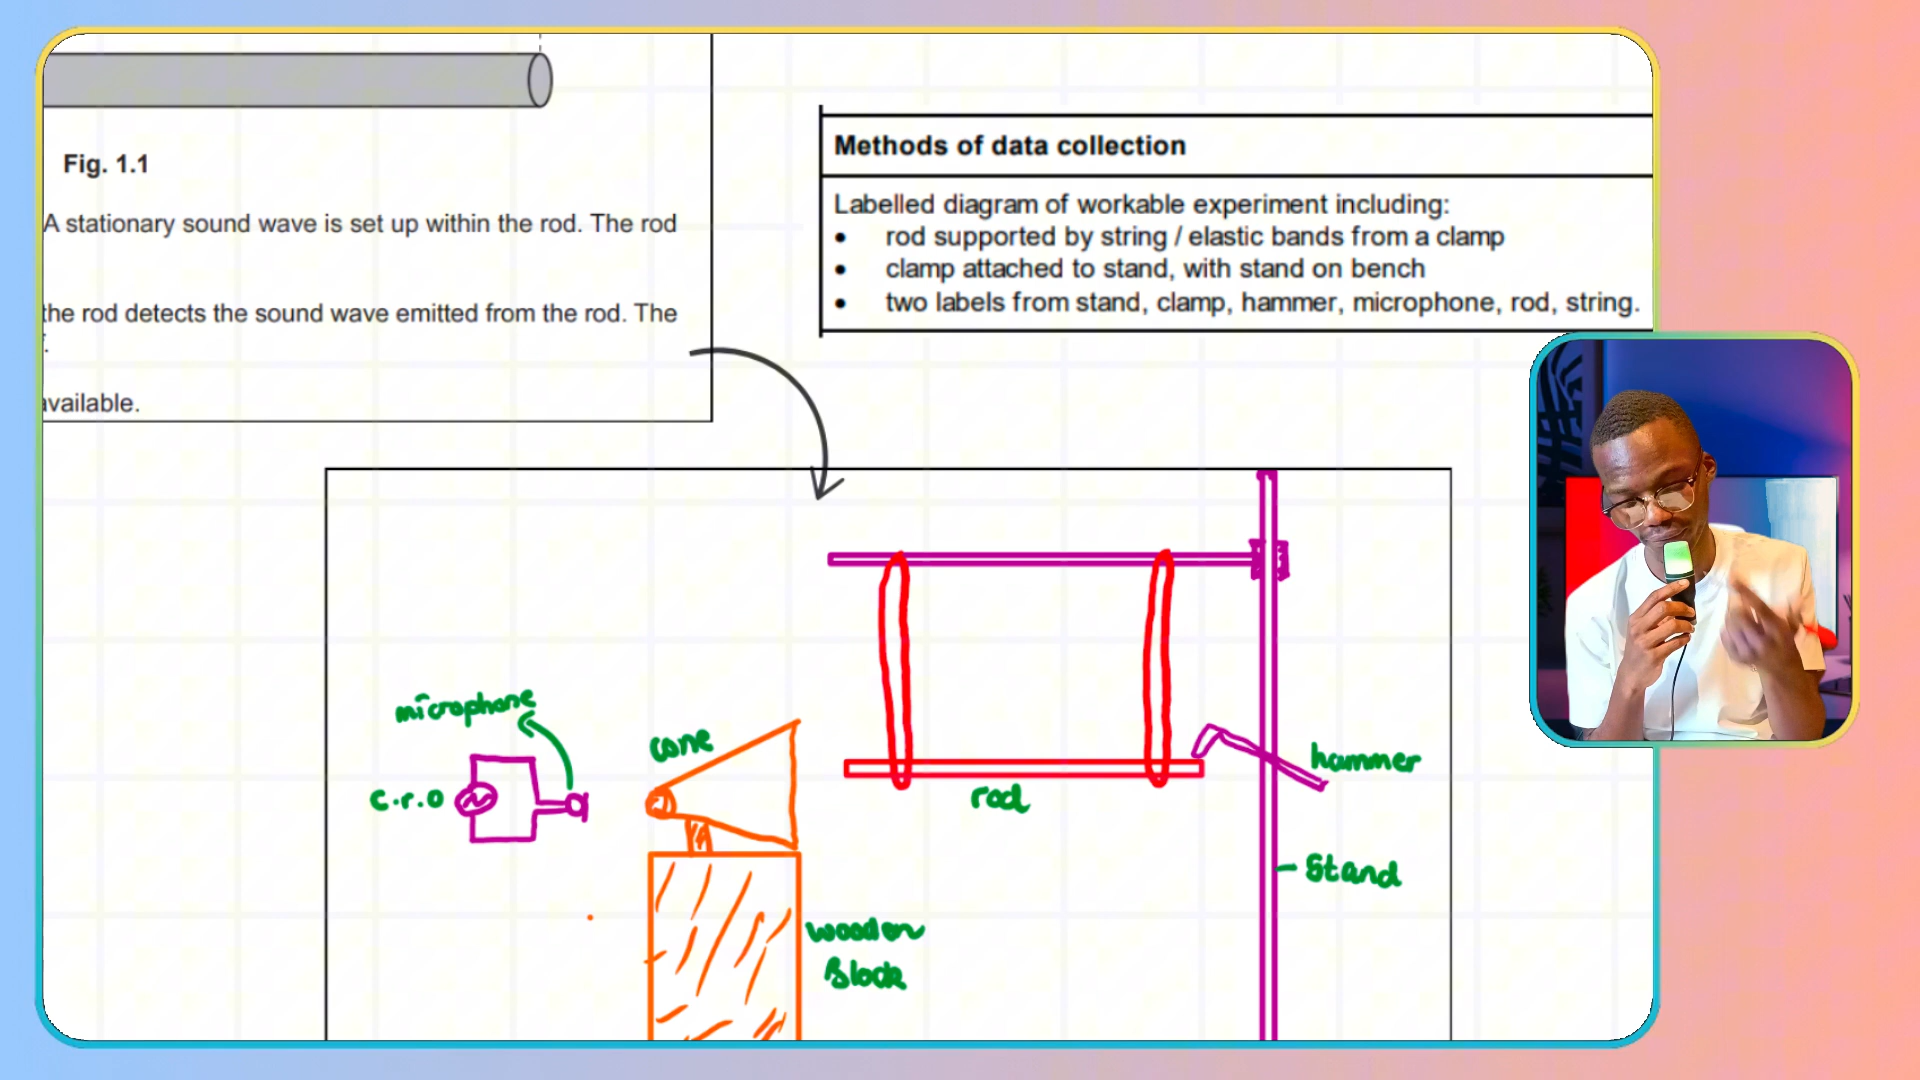 Fig. 1.1
A stationary sound wave is set up within the rod. The rod
the rod detects the sound wave emitted from the rod. The
available.
Methods of data collection
Labelled diagram of workable experiment including:
• rod supported by string / elastic bands from a clamp
• clamp attached to stand, with stand on bench
• two labels from stand, clamp, hammer, microphone, rod, string.
microphone
c.r.o
cone
rod
hammer
Stand
wooden
Block